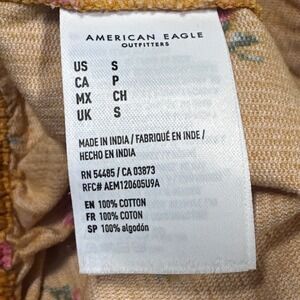 AMERICAN EAGLE
OUTFITTERS
US S
CA P
MX CH
UK S
MADE IN INDIA / FABRIQUÉ EN INDE /
HECHO EN INDIA
RN 54485 / CA 03873
RFC# AEM120605U9A
EN 100% COTTON
FR 100% COTON
SP 100% algodón